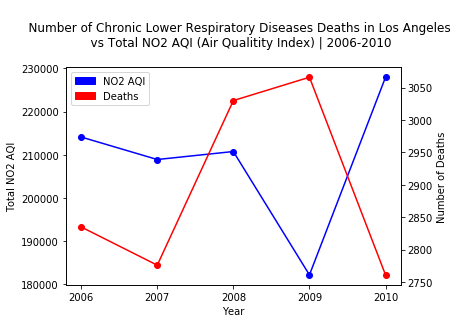 Number of Chronic Lower Respiratory Diseases Deaths in Los Angeles
vs Total NO2 AQI (Air Qualitity Index) | 2006-2010
NO2 AQI
Deaths
230000
220000
210000
200000
190000
180000
Total NO2 AQI
3050
3000
2950
2900
2850
2800
2750
Number of Deaths
2006 2007 2008 2009 2010
Year